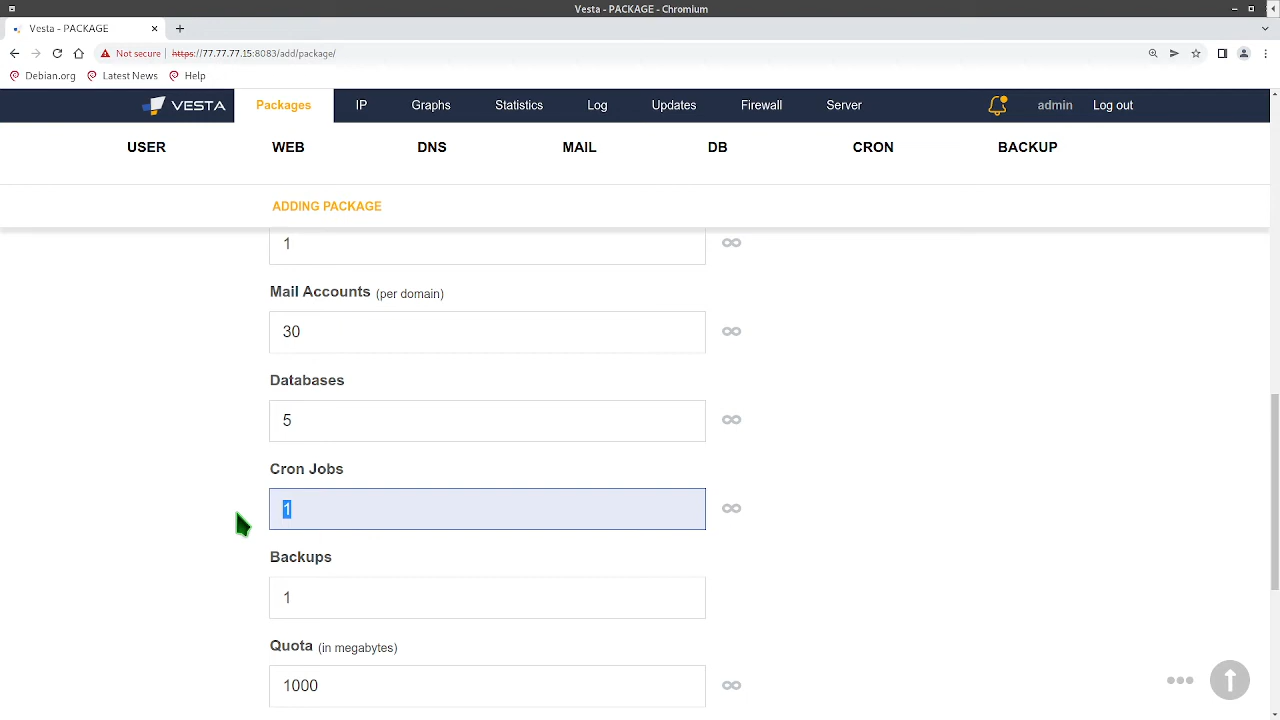 Vesta - PACKAGE - Chromium
Vesta - PACKAGE
Not secure
https://77.77.77.15:8083/add/package/
Debian.org
Latest News
Help
VESTA
Packages
IP
Graphs
Statistics
Log
Updates
Firewall
Server
admin
Log out
USER
WEB
DNS
MAIL
DB
CRON
BACKUP
ADDING PACKAGE
1
Mail Accounts (per domain)
30
Databases
5
Cron Jobs
1
Backups
1
Quota (in megabytes)
1000